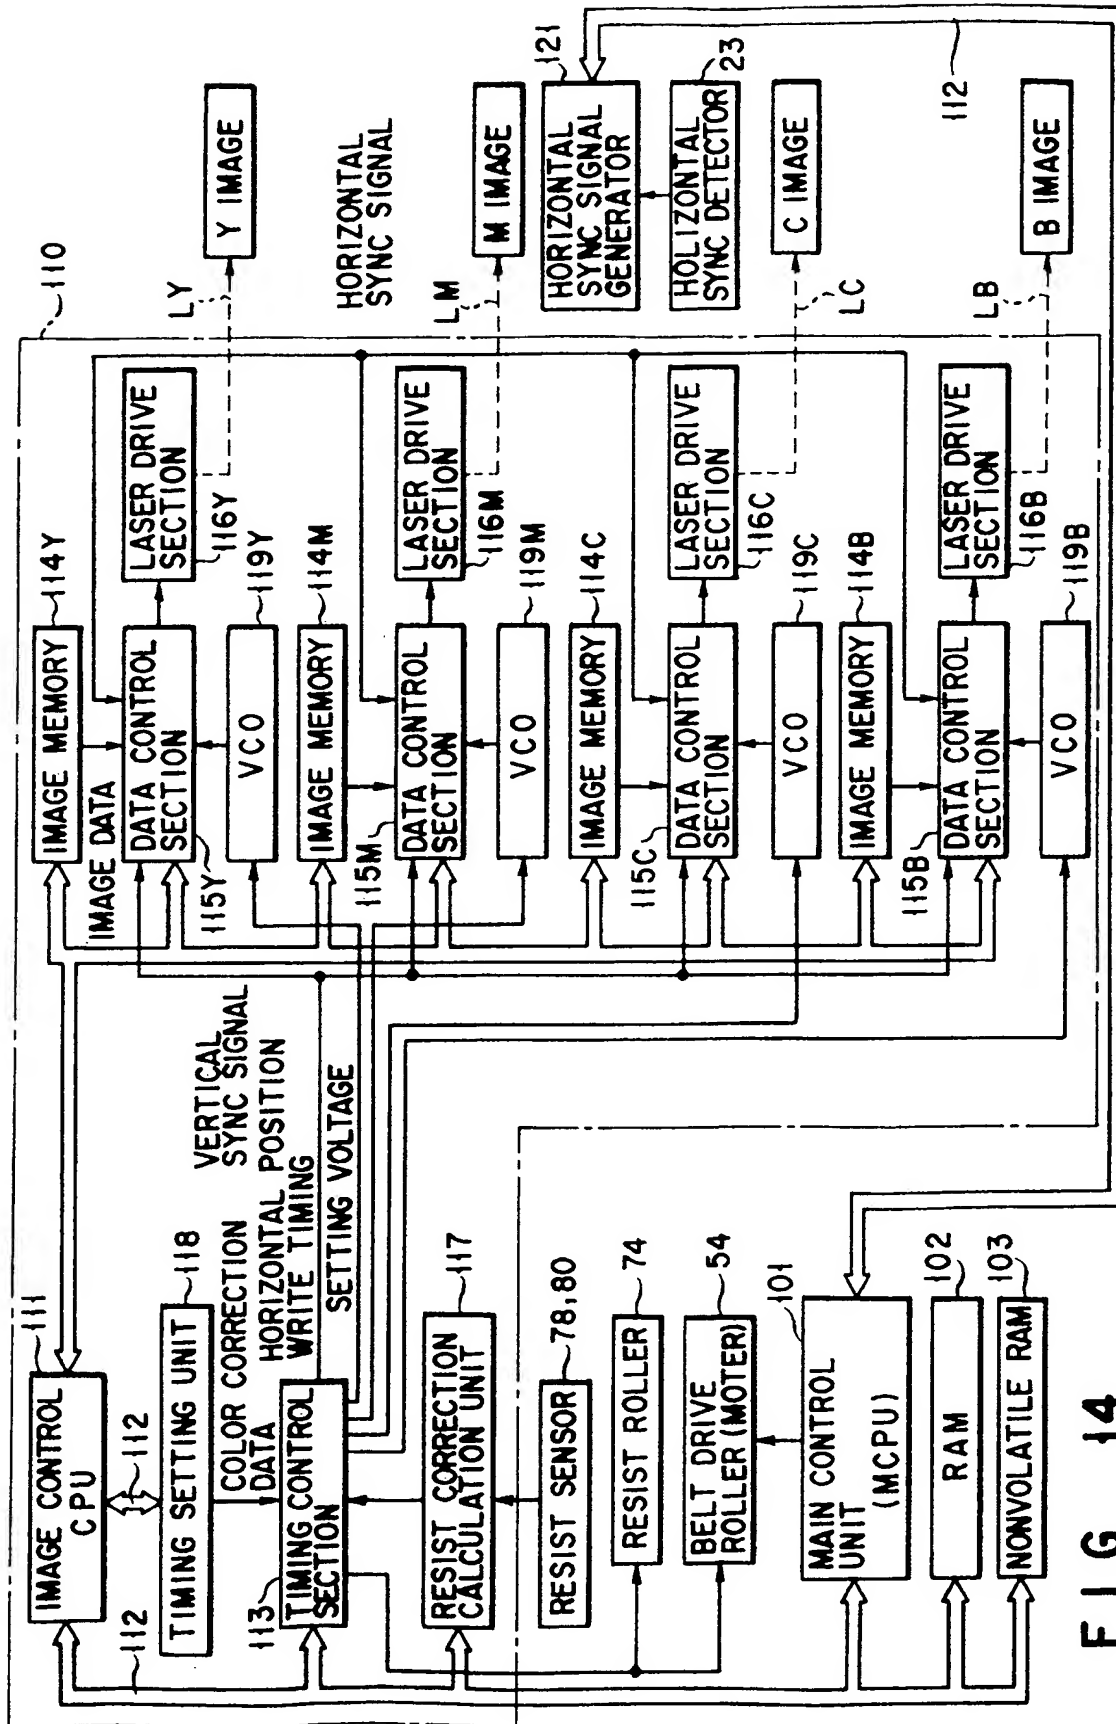 110
111
IMAGE CONTROL
CPU
112
112
118
TIMING SETTING UNIT
COLOR CORRECTION
DATA
VERTICAL
SYNC SIGNAL
HORIZONTAL POSITION
WRITE TIMING
SETTING VOLTAGE
113
TIMING CONTROL
SECTION
117
RESIST CORRECTION
CALCULATION UNIT
78,80
RESIST SENSOR
74
RESIST ROLLER
54
BELT DRIVE
ROLLER (MOTER)
101
MAIN CONTROL
UNIT
(MCPU)
102
RAM
103
NONVOLATILE RAM
114Y
IMAGE MEMORY
IMAGE DATA
DATA CONTROL
SECTION
115Y
LASER DRIVE
SECTION
116Y
119Y
VCO
LY
Y IMAGE
HORIZONTAL
SYNC SIGNAL
114M
IMAGE MEMORY
115M
DATA CONTROL
SECTION
LASER DRIVE
SECTION
116M
119M
VCO
LM
M IMAGE
121
HORIZONTAL
SYNC SIGNAL
GENERATOR
23
HOLIZONTAL
SYNC DETECTOR
114C
IMAGE MEMORY
115C
DATA CONTROL
SECTION
LASER DRIVE
SECTION
116C
119C
VCO
LC
C IMAGE
114B
IMAGE MEMORY
115B
DATA CONTROL
SECTION
LASER DRIVE
SECTION
116B
119B
VCO
LB
B IMAGE
112
FIG 14